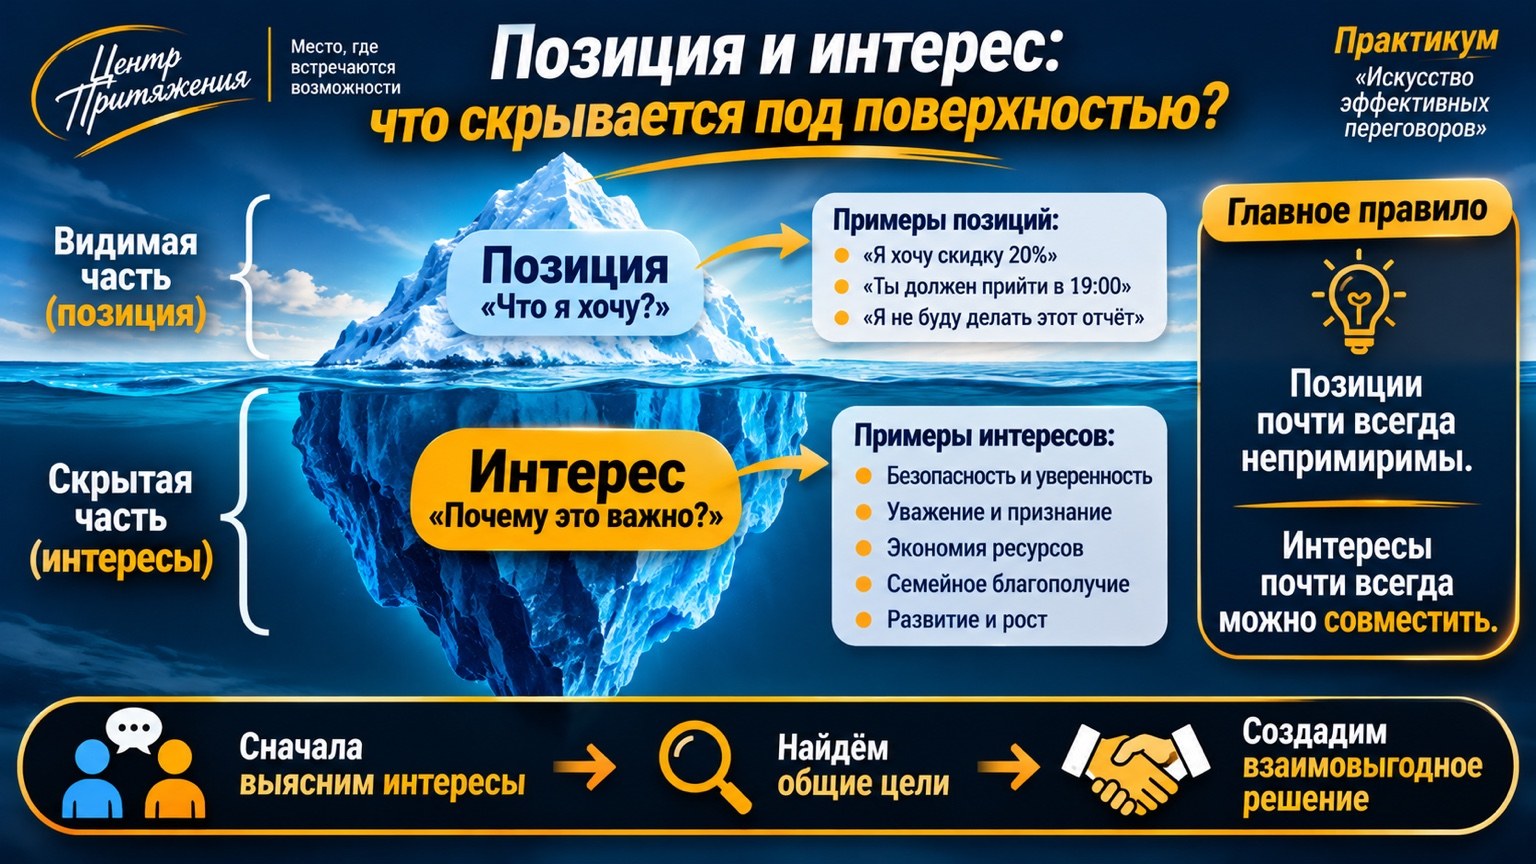 Центр
Притяжения
Место, где
встречаются
возможности
Позиция и интерес:
что скрывается под поверхностью?
Практикум
«Искусство
эффективных
переговоров»
Видимая
часть
(позиция)
Позиция
«Что я хочу?»
Примеры позиций:
«Я хочу скидку 20%»
«Ты должен прийти в 19:00»
«Я не буду делать этот отчёт»
Скрытая
часть
(интересы)
Интерес
«Почему это важно?»
Примеры интересов:
Безопасность и уверенность
Уважение и признание
Экономия ресурсов
Семейное благополучие
Развитие и рост
Главное правило
Позиции
почти всегда
непримиримы.
Интересы
почти всегда
можно совместить.
Сначала
выясним интересы
Найдём
общие цели
Создадим
взаимовыгодное
решение